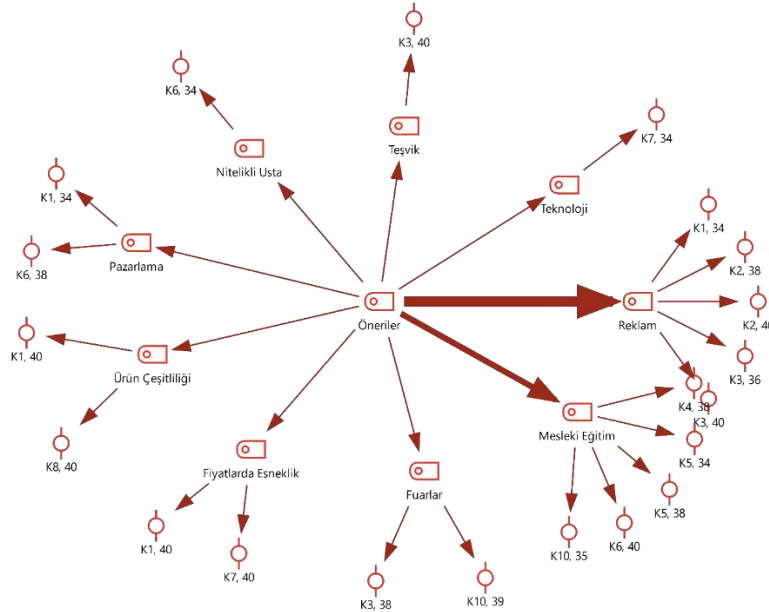 K3, 40
K6, 34
Teşvik
K7, 34
Nitelikli Usta
K1, 34
Teknoloji
K1, 34
K6, 38
Pazarlama
K2, 38
Öneriler
Reklam
K2, 40
K1, 40
Ürün Çeşitliliği
K3, 36
K4, 38
K3, 40
Mesleki Eğitim
K5, 34
K8, 40
Fiyatlarda Esneklik
Fuarlar
K5, 38
K1, 40
K7, 40
K10, 35
K6, 40
K3, 38
K10, 39